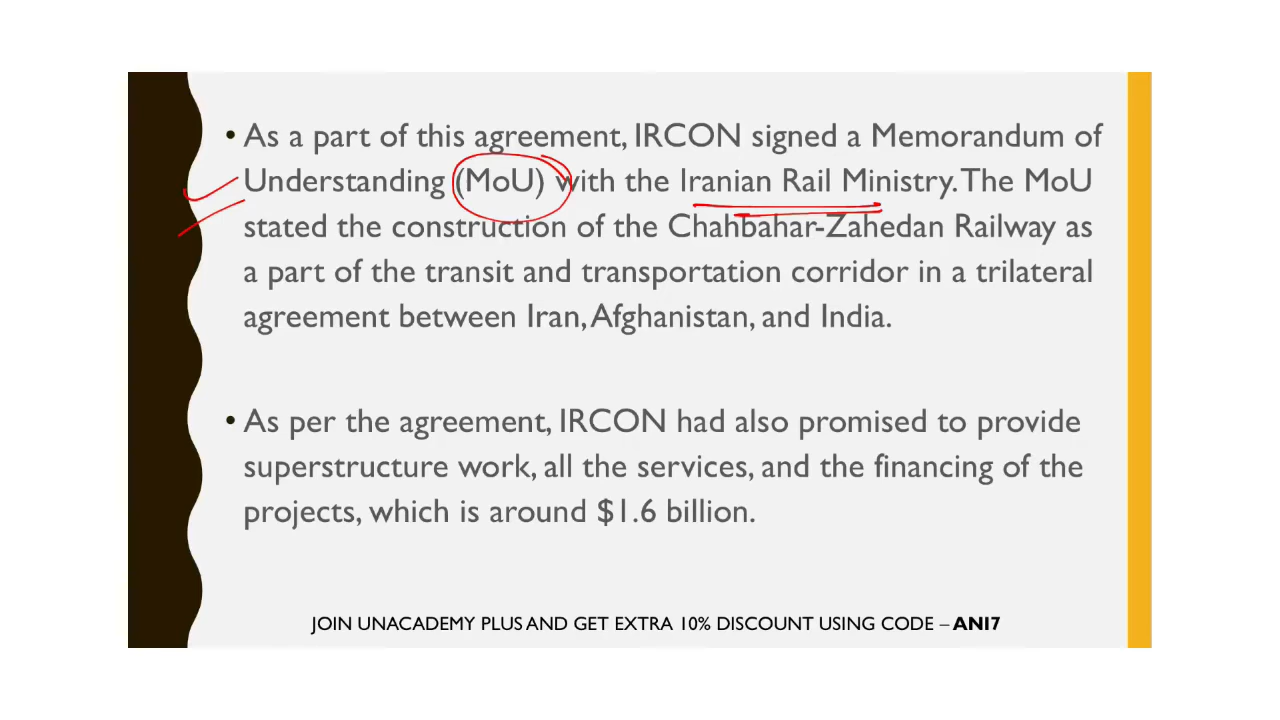 • As a part of this agreement, IRCON signed a Memorandum of
Understanding (MoU) with the Iranian Rail Ministry. The MoU
stated the construction of the Chahbahar-Zahedan Railway as
a part of the transit and transportation corridor in a trilateral
agreement between Iran, Afghanistan, and India.
• As per the agreement, IRCON had also promised to provide
superstructure work, all the services, and the financing of the
projects, which is around $1.6 billion.
JOIN UNACADEMY PLUS AND GET EXTRA 10% DISCOUNT USING CODE – ANI7